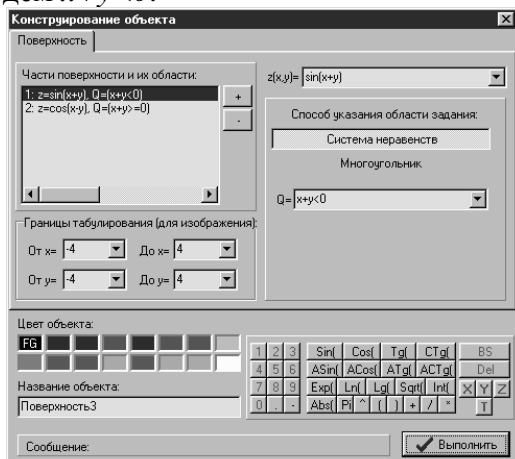 Конструирование объекта
Поверхность
Части поверхности и их области:
1: z=sin(x+y), Q=(x+y<0)
2: z=cos(x-y), Q=(x+y>=0)
+
-
z(x,y)= sin(x+y)
Способ указания области задания:
Система неравенств
Многоугольник
Q= x+y<0
Границы табулирования (для изображения):
От x= -4 До x= 4
От y= -4 До y= 4
Цвет объекта:
FG
Название объекта:
Поверхность3
1 2 3 Sin( Cos( Tg( CTg( BS
4 5 6 ASin( ACos( ATg( ACTg( Del
7 8 9 Exp( Ln( Lg( Sqrt( Int( X Y Z
0 . - Abs( Pi ^ ( ) + / * T
Сообщение:
Выполнить